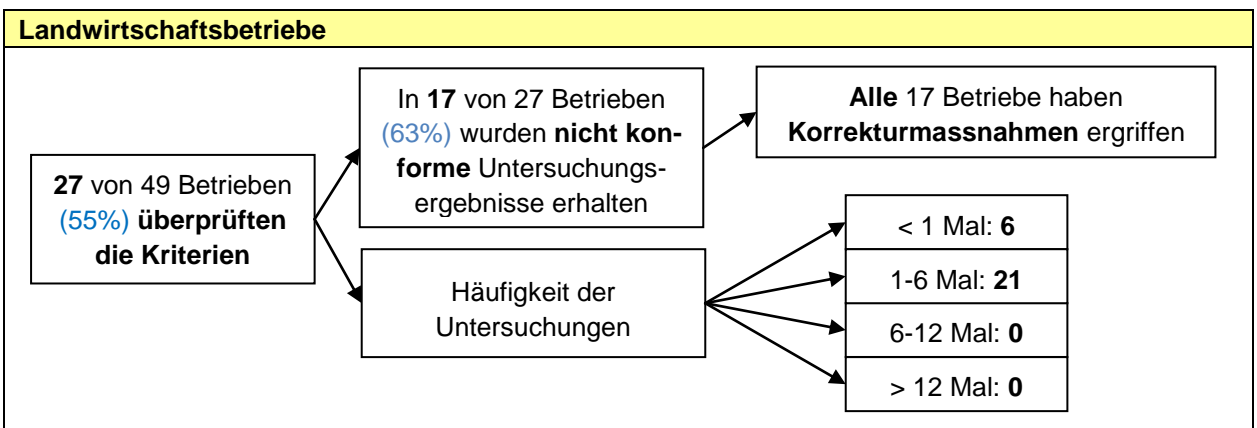 Landwirtschaftsbetriebe
27 von 49 Betrieben
(55%) überprüften
die Kriterien
In 17 von 27 Betrieben
(63%) wurden nicht kon-
forme Untersuchungs-
ergebnisse erhalten
Alle 17 Betriebe haben
Korrekturmassnahmen ergriffen
Häufigkeit der
Untersuchungen
< 1 Mal: 6
1-6 Mal: 21
6-12 Mal: 0
> 12 Mal: 0